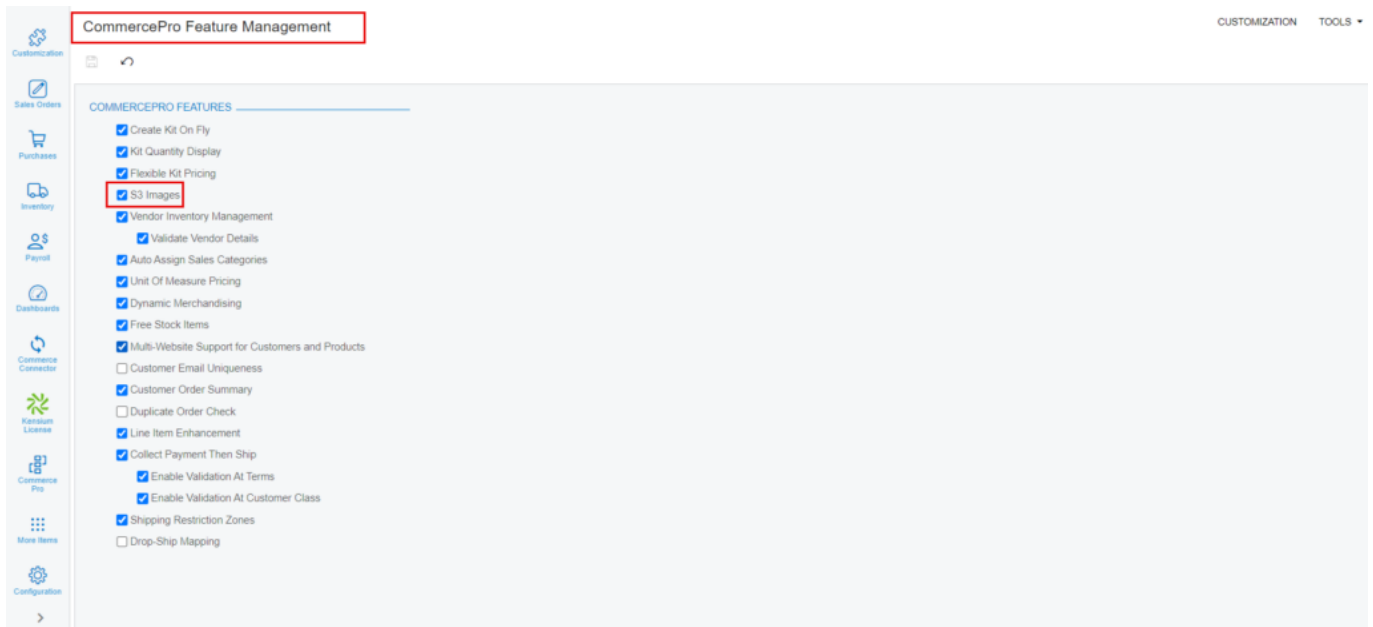 CommercePro Feature Management
CUSTOMIZATION TOOLS
Customization
Sales Orders
Purchases
Inventory
Payroll
Dashboards
Commerce
Connector
Kensium
License
Commerce
Pro
More Items
Configuration
COMMERCEPRO FEATURES
Create Kit On Fly
Kit Quantity Display
Flexible Kit Pricing
S3 Images
Vendor Inventory Management
Validate Vendor Details
Auto Assign Sales Categories
Unit Of Measure Pricing
Dynamic Merchandising
Free Stock Items
Multi-Website Support for Customers and Products
Customer Email Uniqueness
Customer Order Summary
Duplicate Order Check
Line Item Enhancement
Collect Payment Then Ship
Enable Validation At Terms
Enable Validation At Customer Class
Shipping Restriction Zones
Drop-Ship Mapping